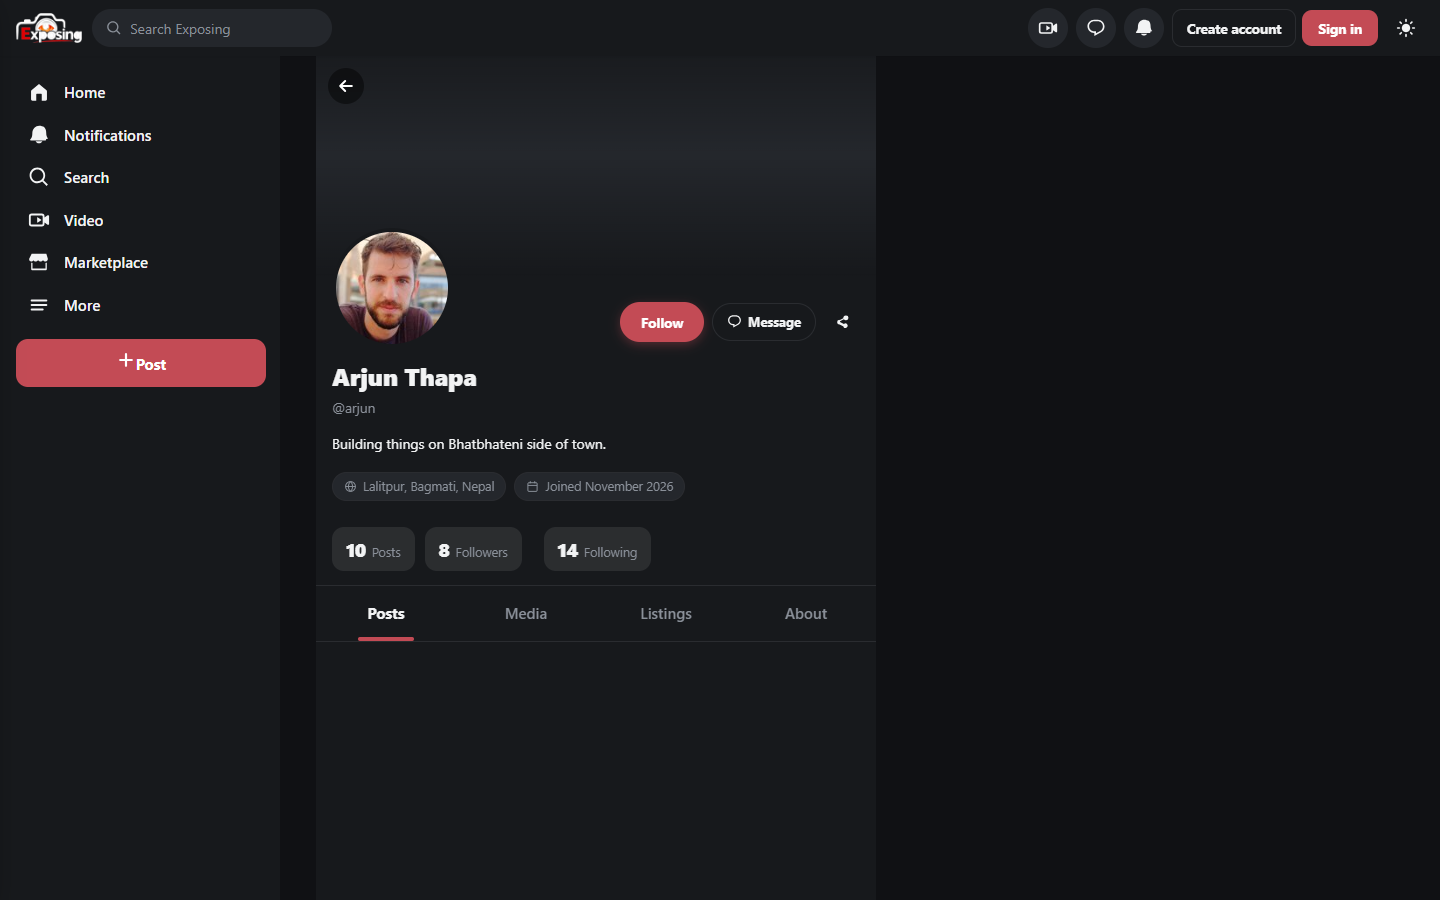 Exposing
Search Exposing
Create account
Sign in
Home
Notifications
Search
Video
Marketplace
More
Post
Follow
Message
Arjun Thapa
@arjun
Building things on Bhatbhateni side of town.
Lalitpur, Bagmati, Nepal
Joined November 2026
10 Posts
8 Followers
14 Following
Posts
Media
Listings
About